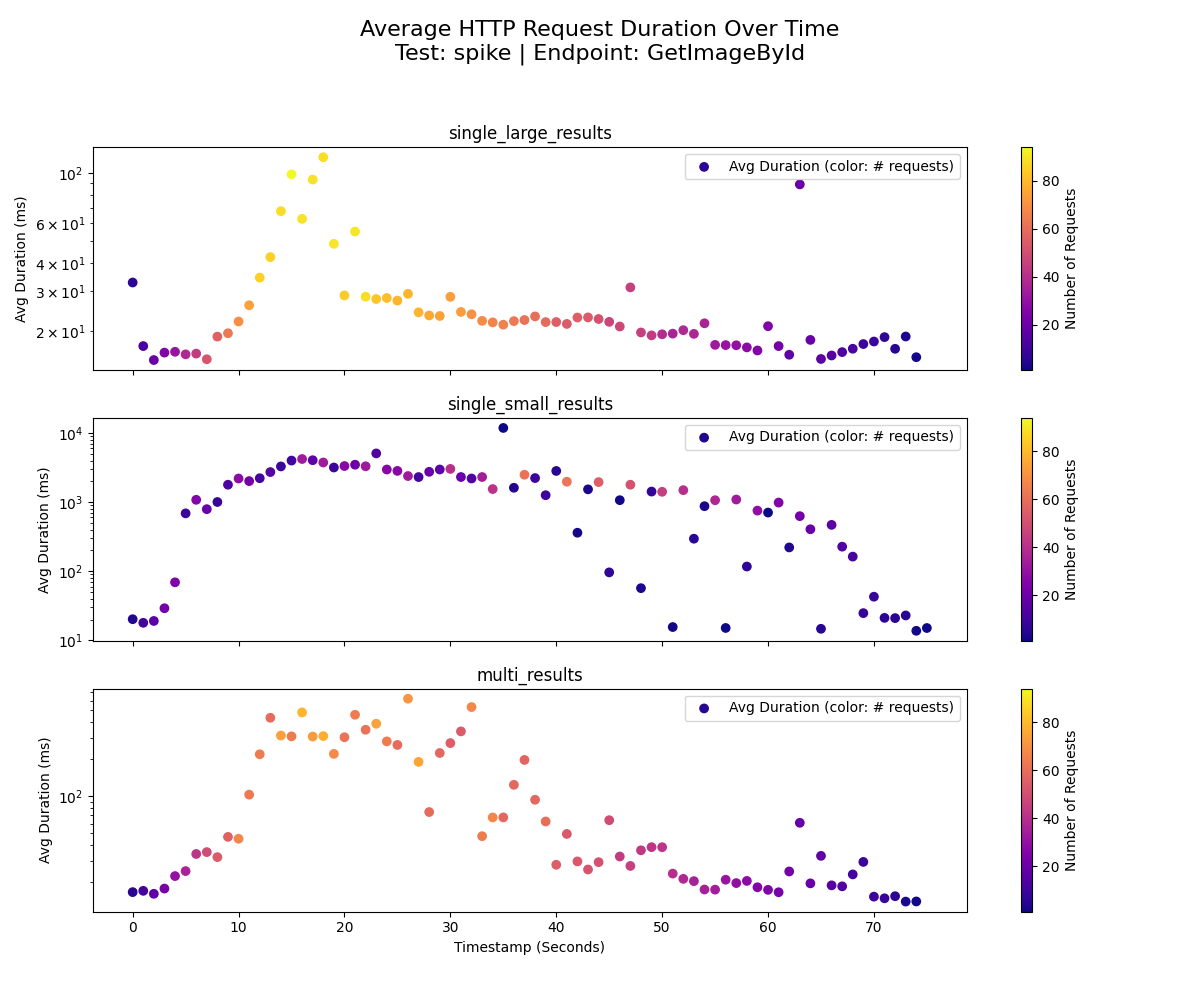 Average HTTP Request Duration Over Time
Test: spike | Endpoint: GetImageById
single_large_results
Avg Duration (ms)
10²
6 × 10¹
4 × 10¹
3 × 10¹
2 × 10¹
Avg Duration (color: # requests)
80
60
40
20
Number of Requests
single_small_results
Avg Duration (ms)
10⁴
10³
10²
10¹
Avg Duration (color: # requests)
80
60
40
20
Number of Requests
multi_results
Avg Duration (ms)
10²
Avg Duration (color: # requests)
80
60
40
20
Number of Requests
0 10 20 30 40 50 60 70
Timestamp (Seconds)